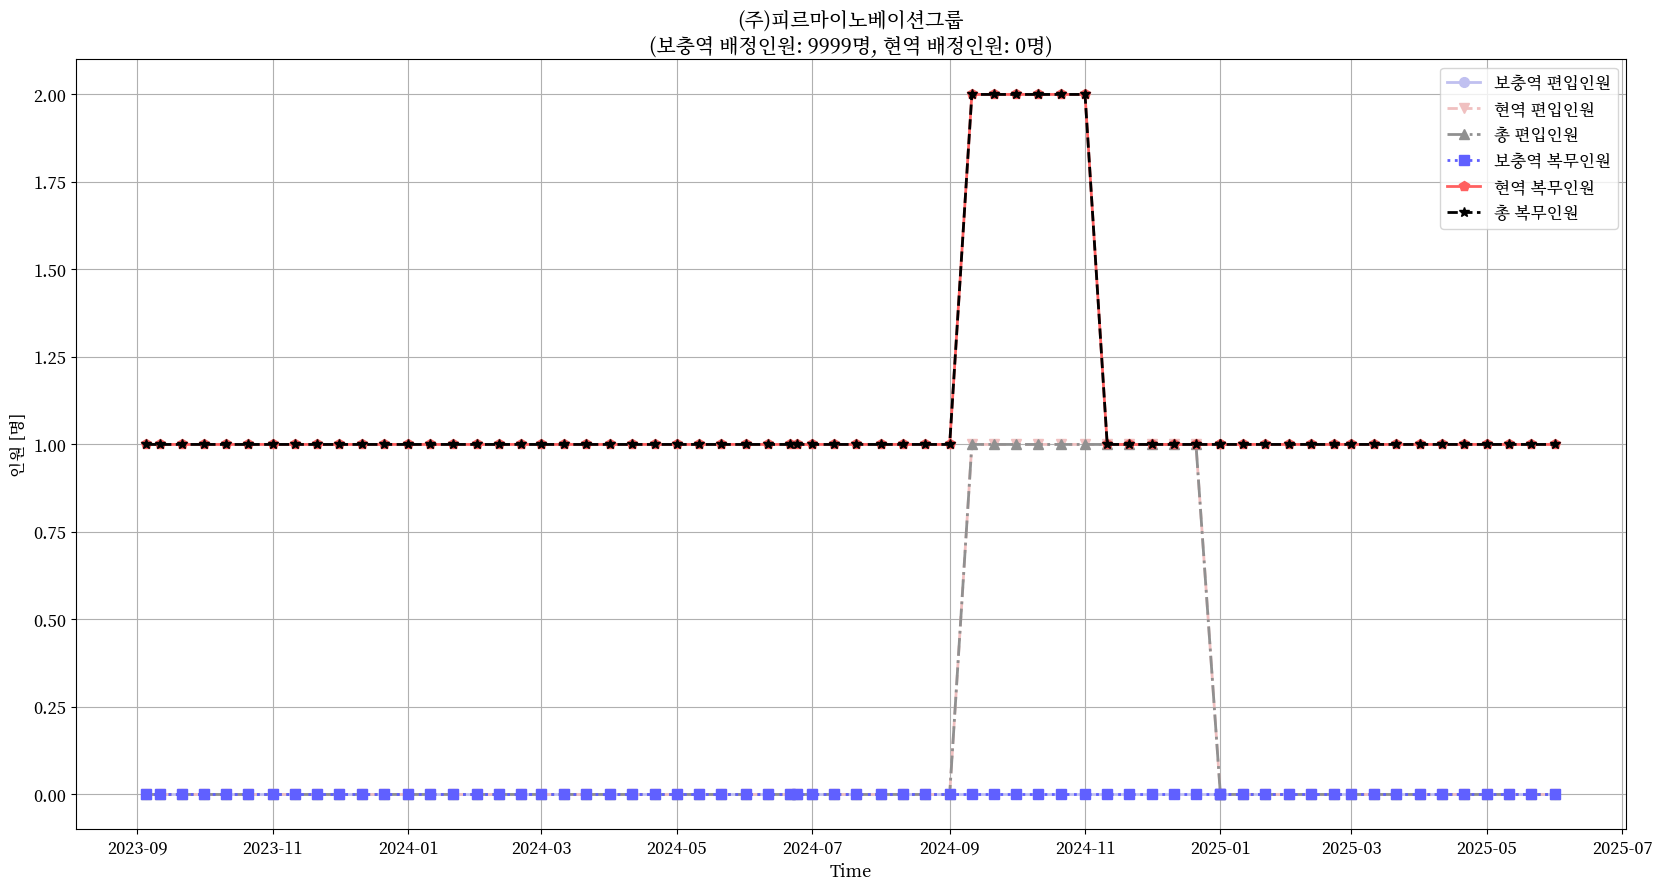 (주)피르마이노베이션그룹
(보충역 배정인원: 9999명, 현역 배정인원: 0명)
보충역 편입인원
현역 편입인원
총 편입인원
보충역 복무인원
현역 복무인원
총 복무인원
인원 [명]
2.00
1.75
1.50
1.25
1.00
0.75
0.50
0.25
0.00
2023-09 2023-11 2024-01 2024-03 2024-05 2024-07 2024-09 2024-11 2025-01 2025-03 2025-05 2025-07
Time